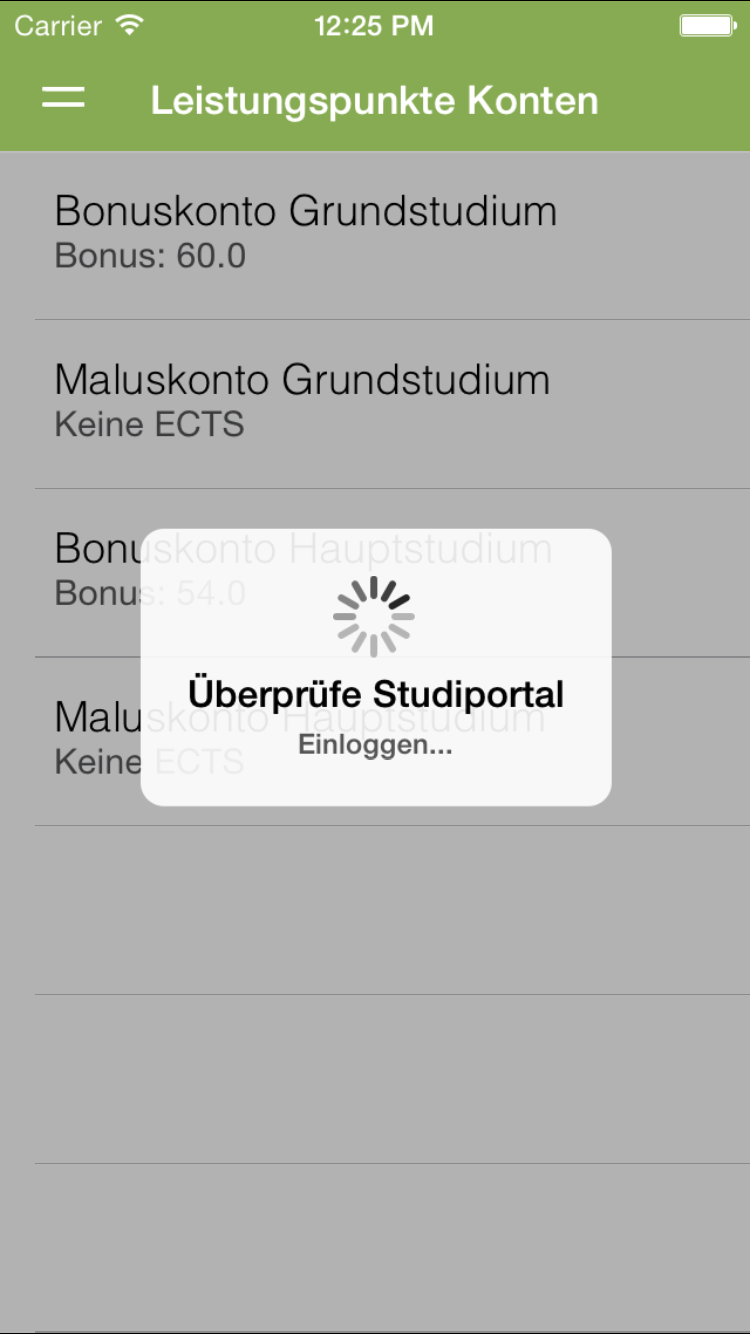 Carrier 12:25 PM
Leistungspunkte Konten
Bonuskonto Grundstudium
Bonus: 60.0
Maluskonto Grundstudium
Keine ECTS
Bonuskonto Hauptstudium
Bonus: 54.0
Überprüfe Studiportal
Maluskonto Hauptstudium
Einloggen...
Keine ECTS